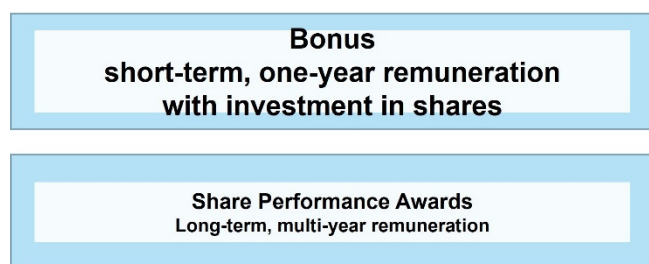 Bonus
short-term, one-year remuneration
with investment in shares
Share Performance Awards
Long-term, multi-year remuneration